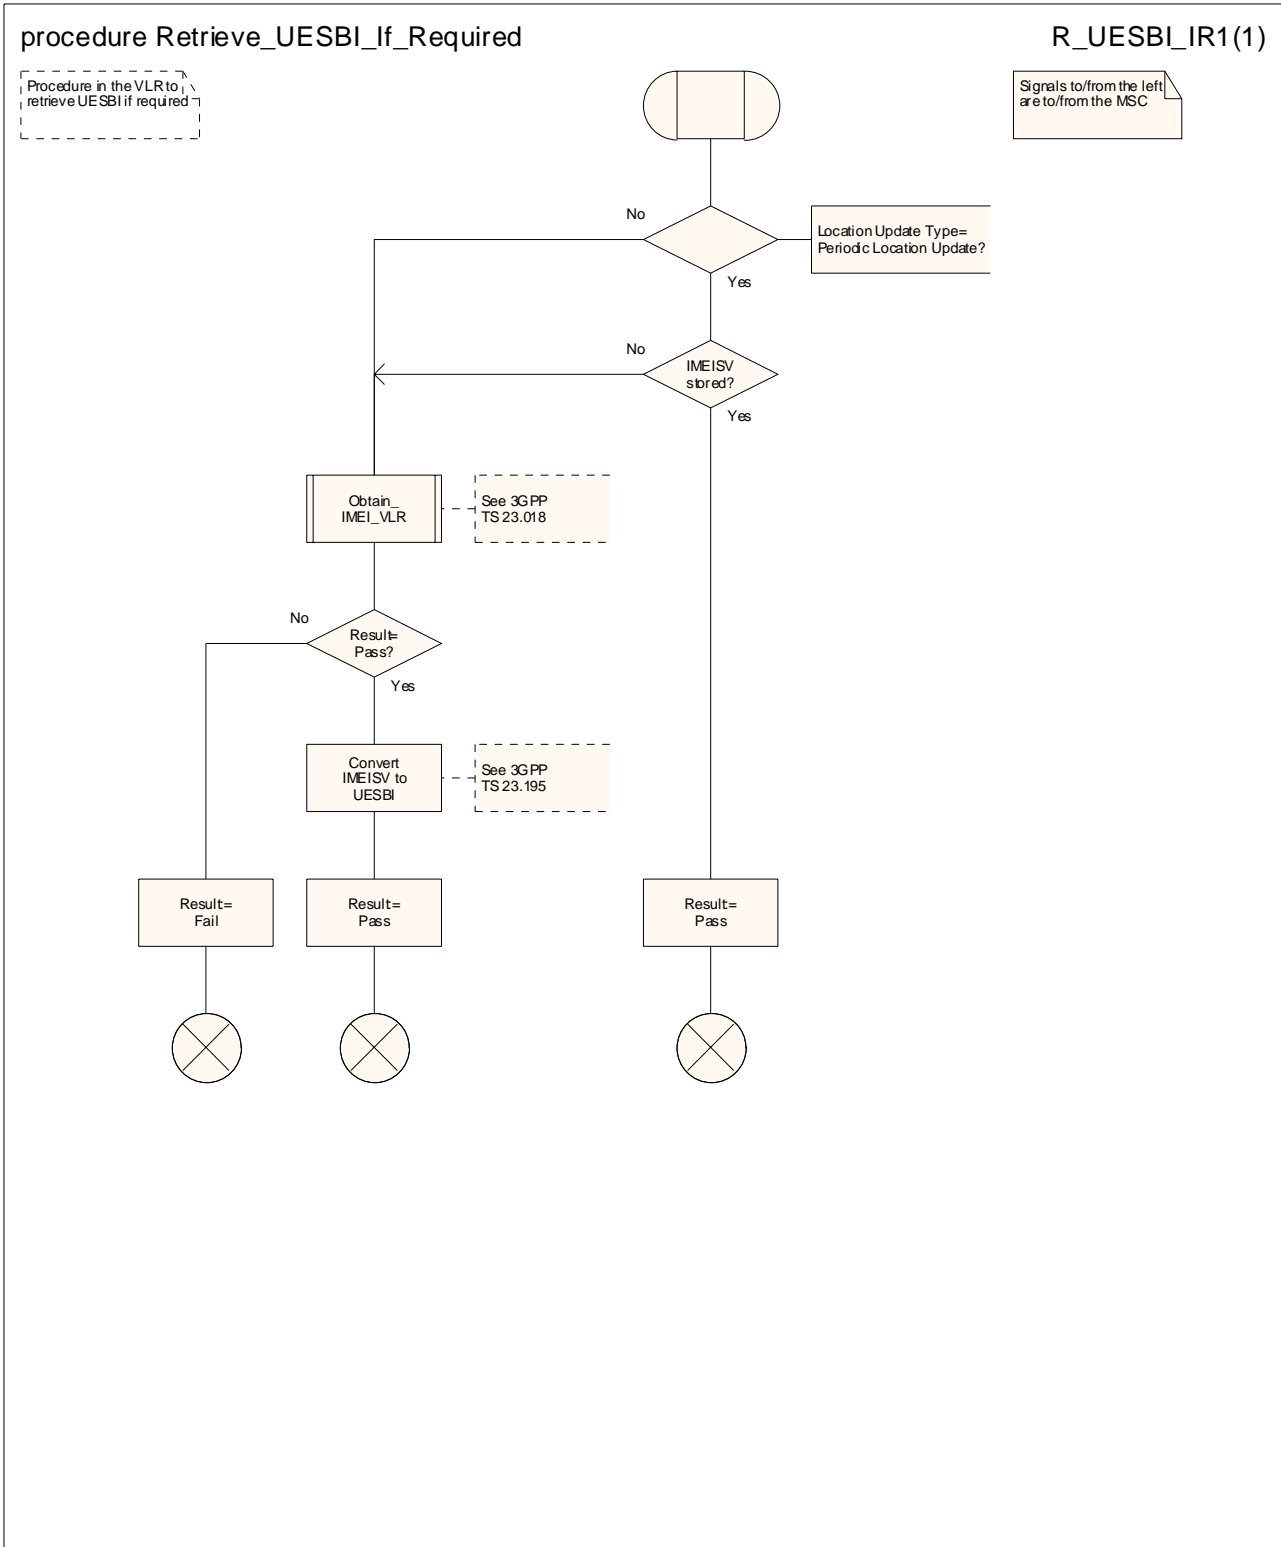 procedure Retrieve_UESBI_If_Required
R_UESBI_IR1(1)
Procedure in the VLR to
retrieve UESBI if required
Signals to/from the left
are to/from the MSC
No
Location Update Type=
Periodic Location Update?
Yes
No
IMEISV
stored?
Yes
Obtain_
IMEI_VLR
See 3GPP
TS 23.018
No
Result=
Pass?
Yes
Convert
IMEISV to
UESBI
See 3GPP
TS 23.195
Result=
Fail
Result=
Pass
Result=
Pass